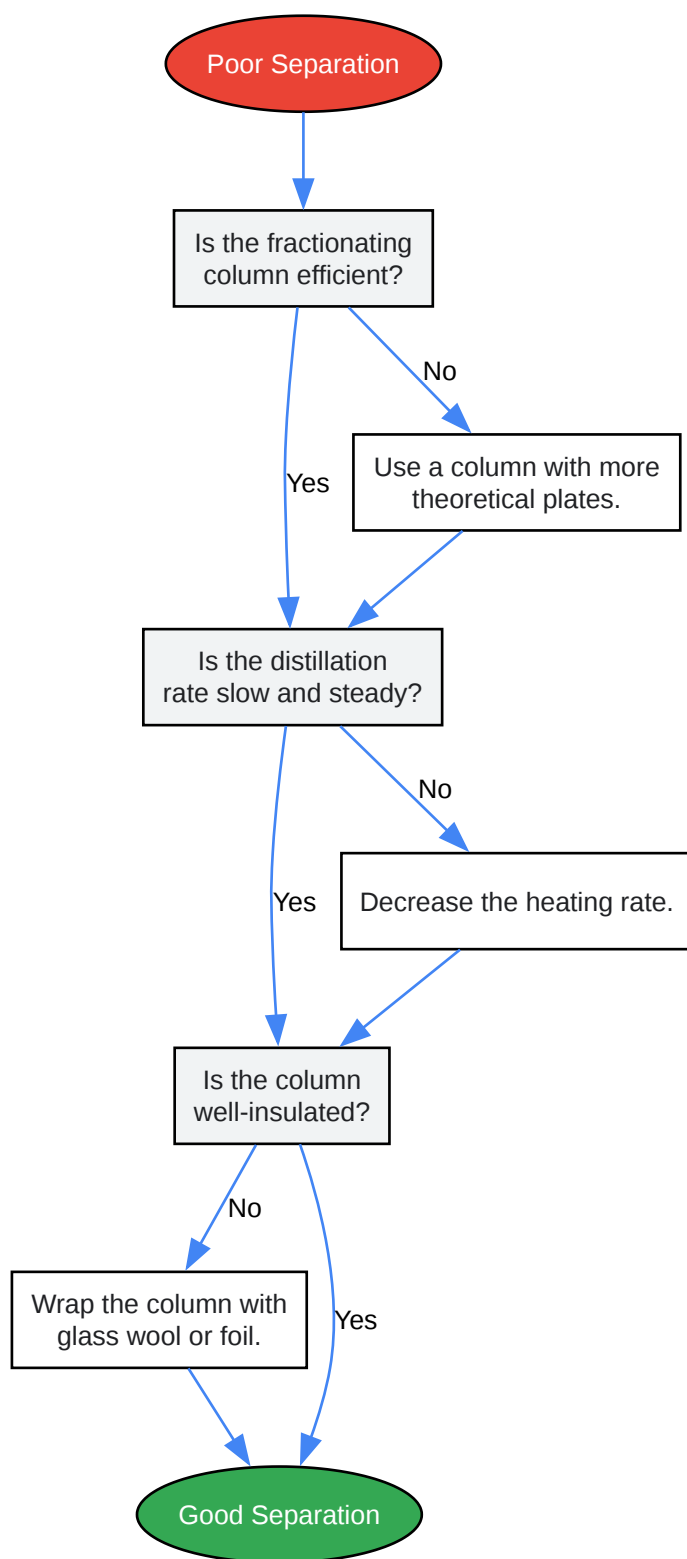 Poor Separation
Is the fractionating
column efficient?
No
Use a column with more
theoretical plates.
Yes
Is the distillation
rate slow and steady?
No
Decrease the heating rate.
Yes
Is the column
well-insulated?
No
Wrap the column with
glass wool or foil.
Yes
Good Separation